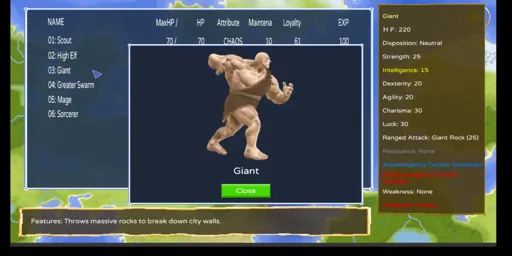 NAME MaxHP / HP Attribute Maintena Loyalty EXP
01: Scout 70 / 70 CHAOS 10 61 100
02: High Elf
03: Giant
04: Greater Swarm
05: Mage
06: Sorcerer
Giant
Close
Giant
HP: 220
Disposition: Neutral
Strength: 25
Intelligence: 15
Dexterity: 20
Agility: 20
Charisma: 30
Luck: 30
Ranged Attack: Giant Rock (25)
Resistance: None
Weakness: None
Features: Throws massive rocks to break down city walls.